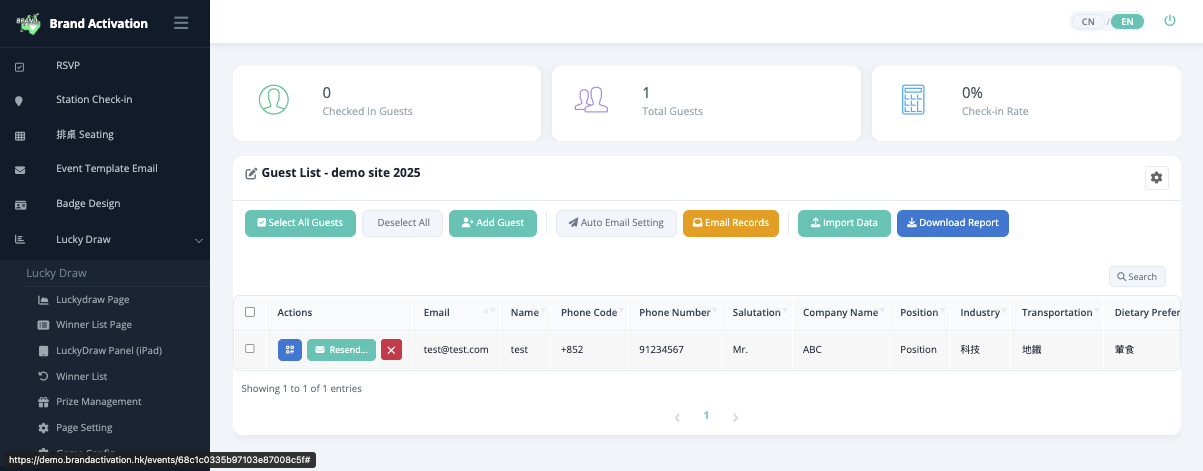 BRAND
Brand Activation
CN / EN
RSVP
Station Check-in
排桌 Seating
Event Template Email
Badge Design
Lucky Draw
Lucky Draw
Luckydraw Page
Winner List Page
LuckyDraw Panel (iPad)
Winner List
Prize Management
Page Setting
https://demo.brandactivation.hk/events/68c1c0335b97103e87008c5f#
0
Checked In Guests
1
Total Guests
0%
Check-in Rate
Guest List - demo site 2025
Select All Guests Deselect All Add Guest Auto Email Setting Email Records Import Data Download Report
Search
Actions Email Name Phone Code Phone Number Salutation Company Name Position Industry Transportation Dietary Prefer
Resend... test@test.com test +852 91234567 Mr. ABC Position 科技 地鐵 葷食
Showing 1 to 1 of 1 entries
1